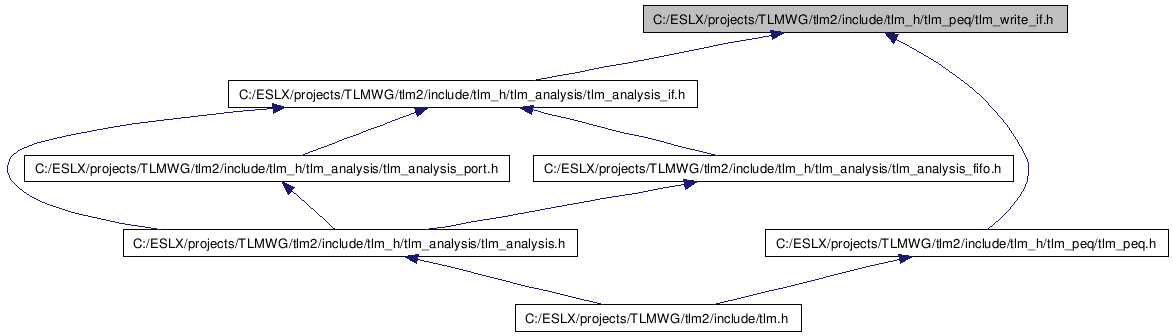 C:/ESLX/projects/TLMWG/tlm2/include/tlm_h/tlm_peq/tlm_write_if.h
C:/ESLX/projects/TLMWG/tlm2/include/tlm_h/tlm_analysis/tlm_analysis_if.h
C:/ESLX/projects/TLMWG/tlm2/include/tlm_h/tlm_analysis/tlm_analysis_port.h
C:/ESLX/projects/TLMWG/tlm2/include/tlm_h/tlm_analysis/tlm_analysis_fifo.h
C:/ESLX/projects/TLMWG/tlm2/include/tlm_h/tlm_analysis/tlm_analysis.h
C:/ESLX/projects/TLMWG/tlm2/include/tlm_h/tlm_peq/tlm_peq.h
C:/ESLX/projects/TLMWG/tlm2/include/tlm.h